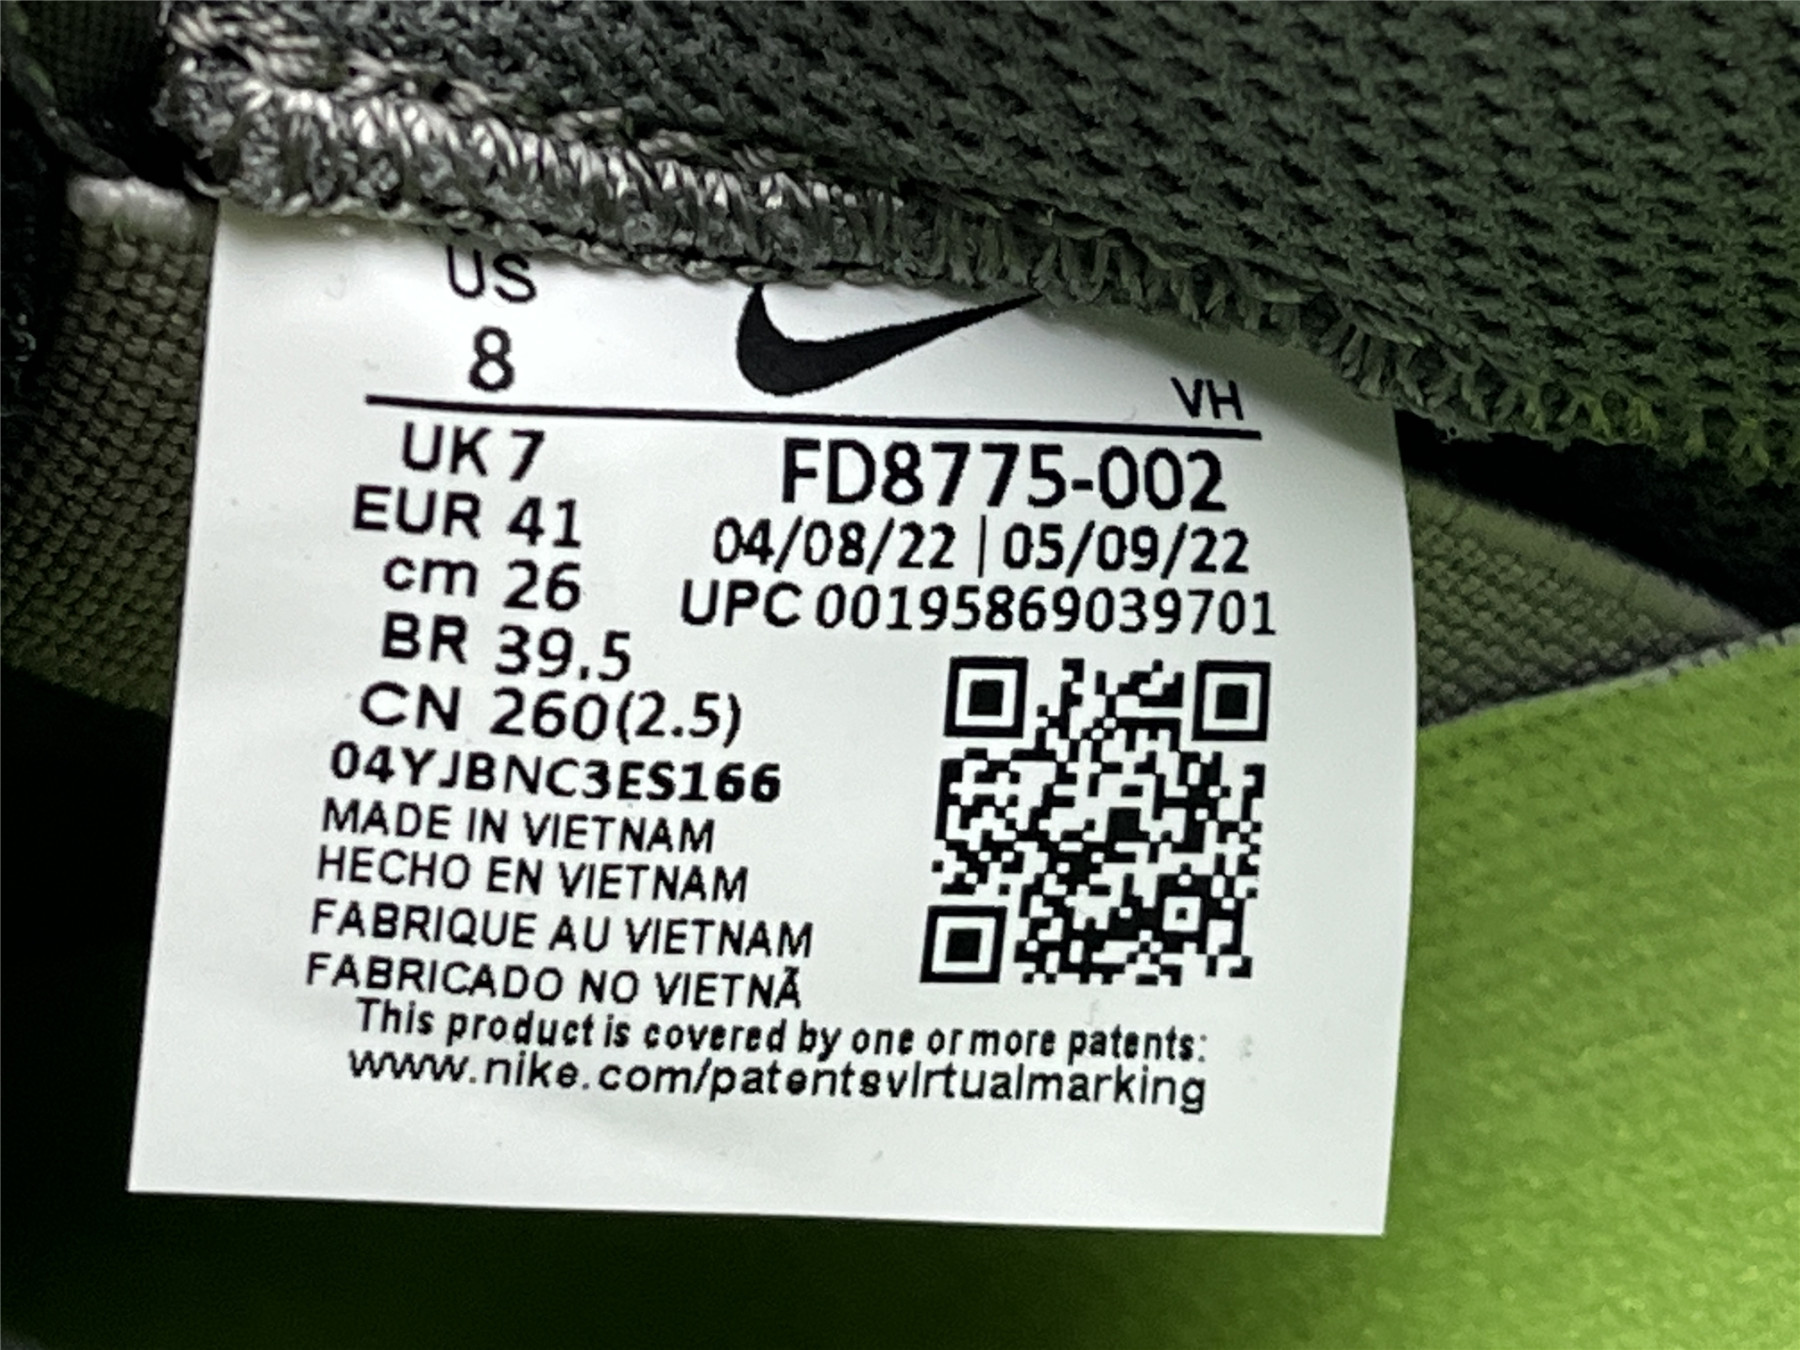 US
8
VH
UK 7
EUR 41
cm 26
BR 39.5
CN 260(2.5)
FD8775-002
04/08/22 | 05/09/22
UPC 00195869039701
04YJBNC3ES166
MADE IN VIETNAM
HECHO EN VIETNAM
FABRIQUE AU VIETNAM
FABRICADO NO VIETNÃ
This product is covered by one or more patents:
www.nike.com/patentsvirtualmarking